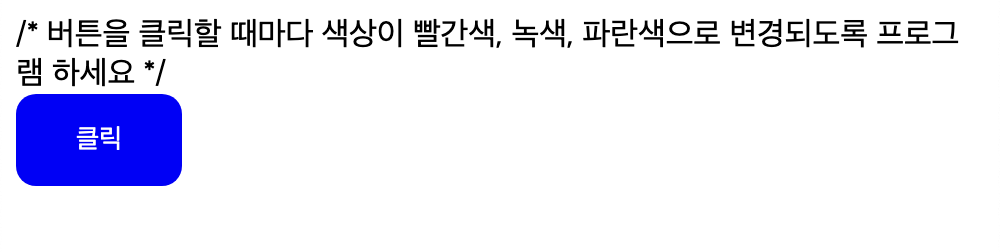 /* 버튼을 클릭할 때마다 색상이 빨간색, 녹색, 파란색으로 변경되도록 프로그
램 하세요 */
클릭